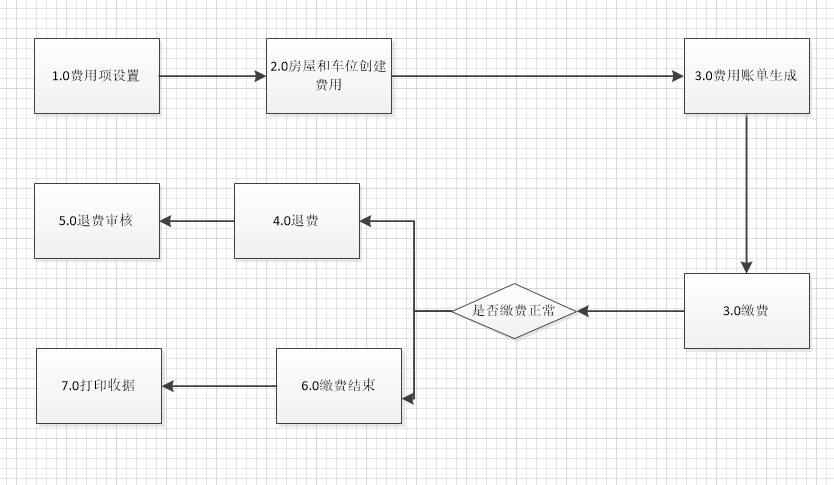 1.0费用项设置
2.0房屋和车位创建
费用
3.0费用账单生成
5.0退费审核
4.0退费
是否缴费正常
3.0缴费
7.0打印收据
6.0缴费结束